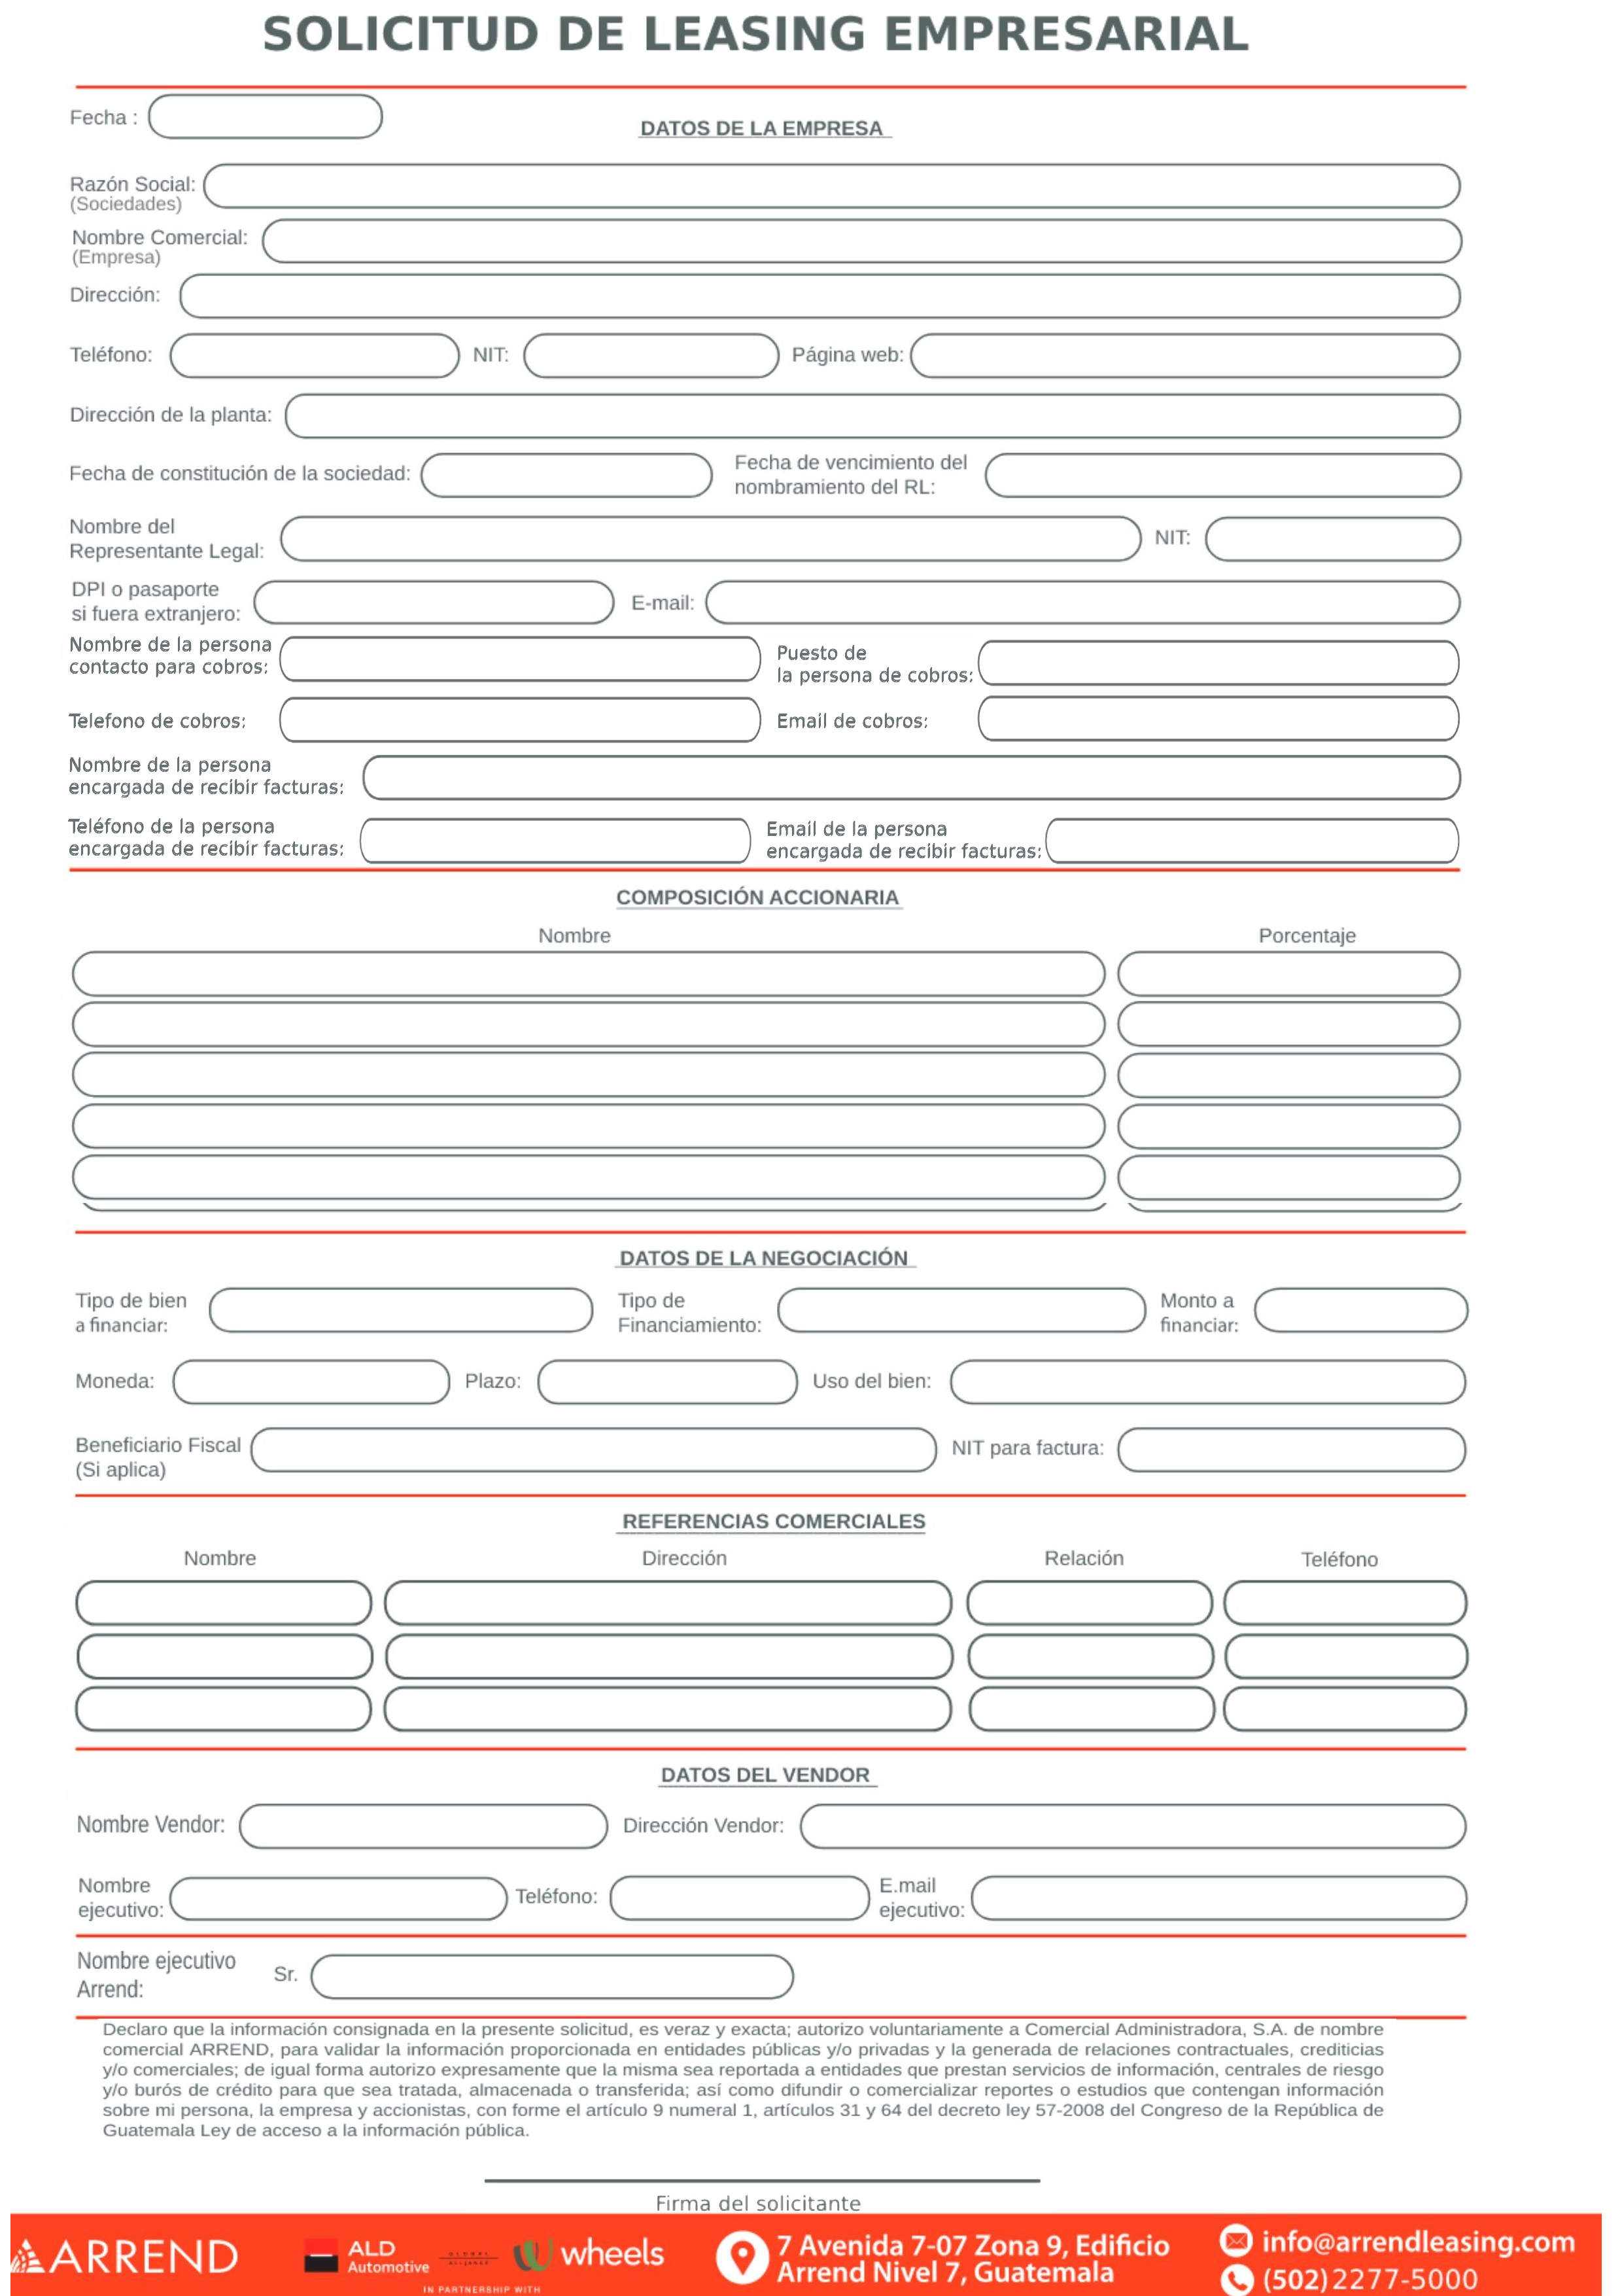 SOLICITUD DE LEASING EMPRESARIAL
Fecha :
DATOS DE LA EMPRESA
Razón Social:
(Sociedades)
Nombre Comercial:
(Empresa)
Dirección:
Teléfono: NIT: Página web:
Dirección de la planta:
Fecha de constitución de la sociedad: Fecha de vencimiento del
nombramiento del RL:
Nombre del
Representante Legal: NIT:
DPI o pasaporte
si fuera extranjero: E-mail:
Nombre de la persona
contacto para cobros:
Puesto de
la persona de cobros:
Telefono de cobros: Email de cobros:
Nombre de la persona
encargada de recibir facturas:
Teléfono de la persona
encargada de recibir facturas:
Email de la persona
encargada de recibir facturas:
COMPOSICIÓN ACCIONARIA
Nombre Porcentaje
DATOS DE LA NEGOCIACIÓN
Tipo de bien
a financiar:
Tipo de
Financiamiento:
Monto a
financiar:
Moneda: Plazo: Uso del bien:
Beneficiario Fiscal
(Si aplica)
NIT para factura:
REFERENCIAS COMERCIALES
Nombre Dirección Relación Teléfono
DATOS DEL VENDOR
Nombre Vendor: Dirección Vendor:
Nombre
ejecutivo:
Teléfono:
E.mail
ejecutivo:
Nombre ejecutivo
Arrend:
Sr.
Declaro que la información consignada en la presente solicitud, es veraz y exacta; autorizo voluntariamente a Comercial Administradora, S.A. de nombre
comercial ARREND, para validar la información proporcionada en entidades públicas y/o privadas y la generada de relaciones contractuales, crediticias
y/o comerciales; de igual forma autorizo expresamente que la misma sea reportada a entidades que prestan servicios de información, centrales de riesgo
y/o burós de crédito para que sea tratada, almacenada o transferida; así como difundir o comercializar reportes o estudios que contengan información
sobre mi persona, la empresa y accionistas, con forme el artículo 9 numeral 1, artículos 31 y 64 del decreto ley 57-2008 del Congreso de la República de
Guatemala Ley de acceso a la información pública.
Firma del solicitante
ARREND
ALD
Automotive
GLOBAL
ALLIANCE
wheels
IN PARTNERSHIP WITH
7 Avenida 7-07 Zona 9, Edificio
Arrend Nivel 7, Guatemala
info@arrendleasing.com
(502) 2277-5000